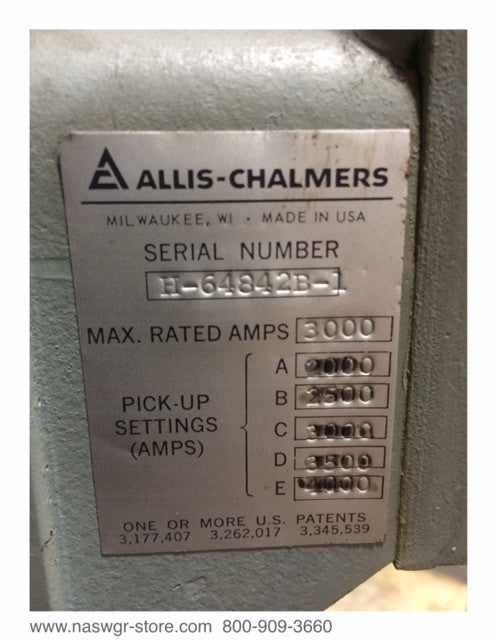 ALLIS-CHALMERS
MILWAUKEE, WI · MADE IN USA
SERIAL NUMBER
H-64842B-1
MAX. RATED AMPS 3000
PICK-UP SETTINGS (AMPS)
A 2000
B 2500
C 3000
D 3500
E 4000
ONE OR MORE U.S. PATENTS
3,177,407 3,262,017 3,345,539
www.naswgr-store.com 800-909-3660